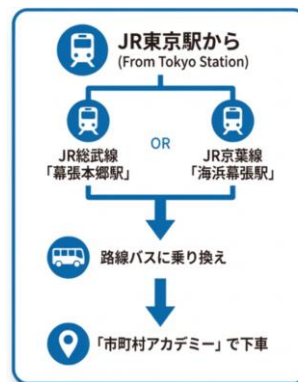 JR東京駅から
(From Tokyo Station)
OR
JR総武線
「幕張本郷駅」
JR京葉線
「海浜幕張駅」
路線バスに乗り換え
「市町村アカデミー」で下車